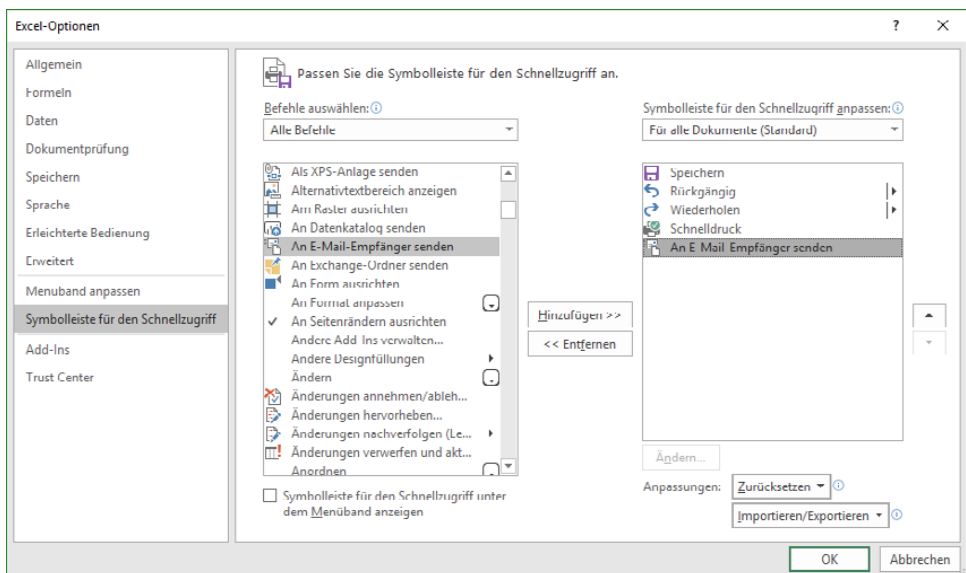 Excel-Optionen
?
Allgemein
Formeln
Daten
Dokumentprüfung
Speichern
Sprache
Erleichterte Bedienung
Erweitert
Menüband anpassen
Symbolleiste für den Schnellzugriff
Add-Ins
Trust Center
Passen Sie die Symbolleiste für den Schnellzugriff an.
Befehle auswählen:
Alle Befehle
Als XPS-Anlage senden
Alternativtextbereich anzeigen
Am Raster ausrichten
An Datenkatalog senden
An E-Mail-Empfänger senden
An Exchange-Ordner senden
An Form ausrichten
An Format anpassen
An Seitenrändern ausrichten
Andere Add-Ins verwalten...
Andere Designfüllungen
Ändern
Änderungen annehmen/ableh...
Änderungen hervorheben...
Änderungen nachverfolgen (Le...
Änderungen verwerfen und akt...
Anordnen
Symbolleiste für den Schnellzugriff unter
dem Menüband anzeigen
Hinzufügen >>
<< Entfernen
Symbolleiste für den Schnellzugriff anpassen:
Für alle Dokumente (Standard)
Speichern
Rückgängig
Wiederholen
Schnelldruck
An E-Mail-Empfänger senden
Ändern...
Anpassungen:
Zurücksetzen
Importieren/Exportieren
OK
Abbrechen